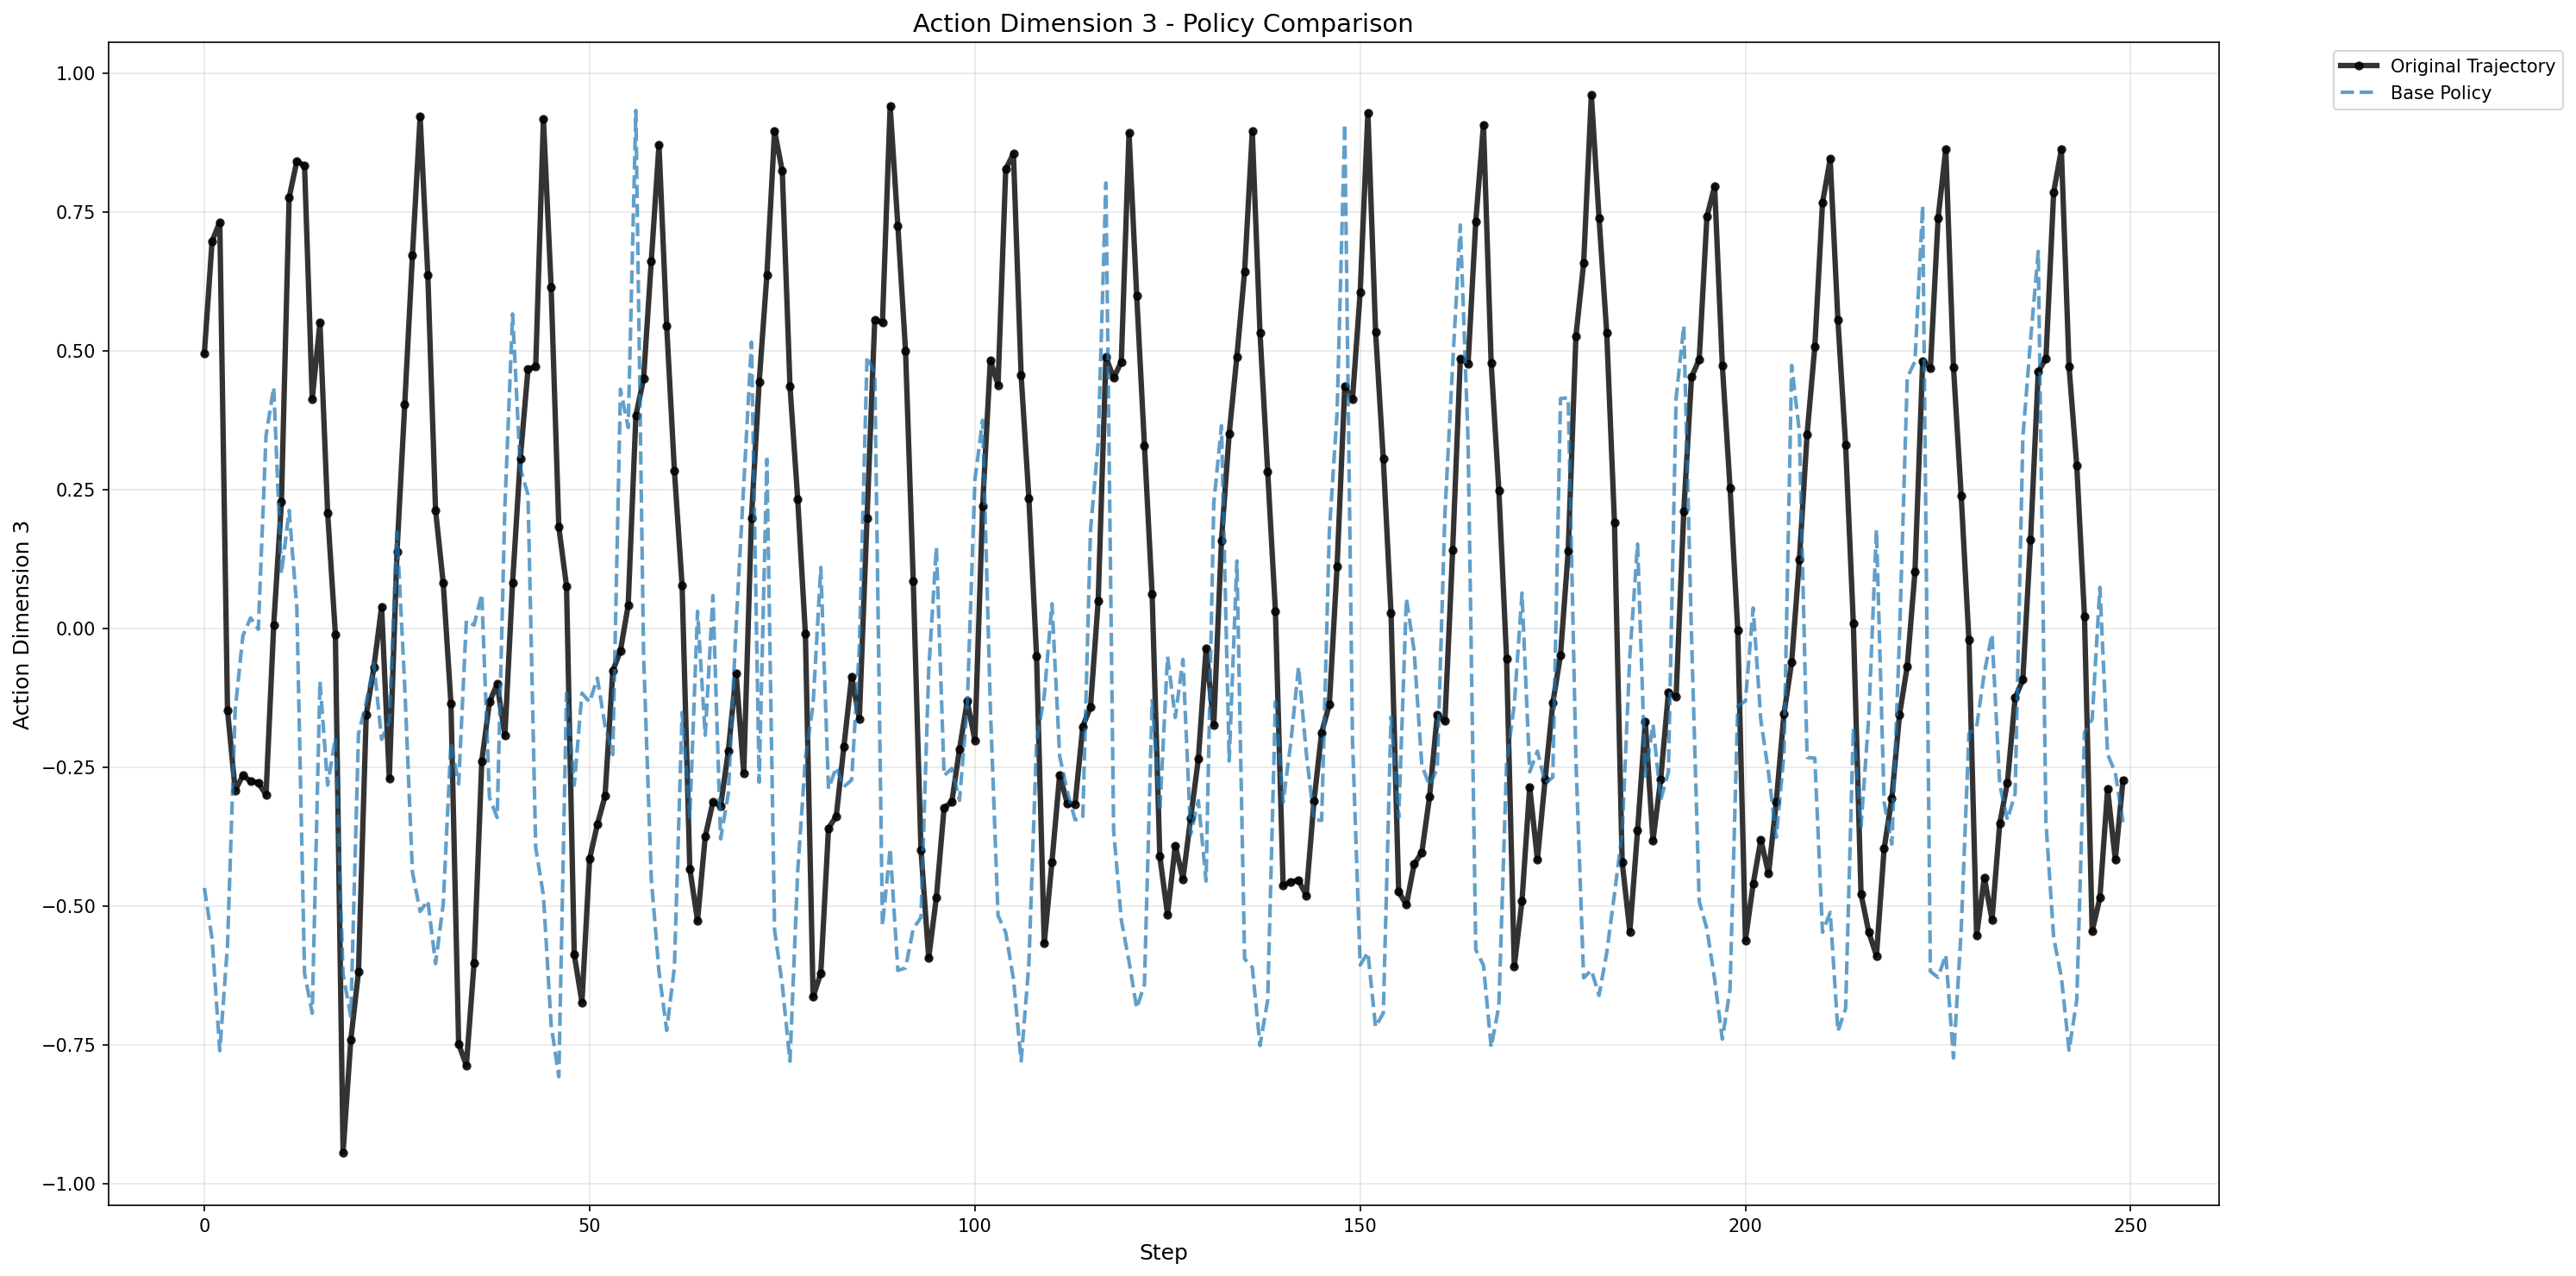 Action Dimension 3 - Policy Comparison
Original Trajectory
Base Policy
1.00
0.75
0.50
0.25
0.00
−0.25
−0.50
−0.75
−1.00
Action Dimension 3
0 50 100 150 200 250
Step